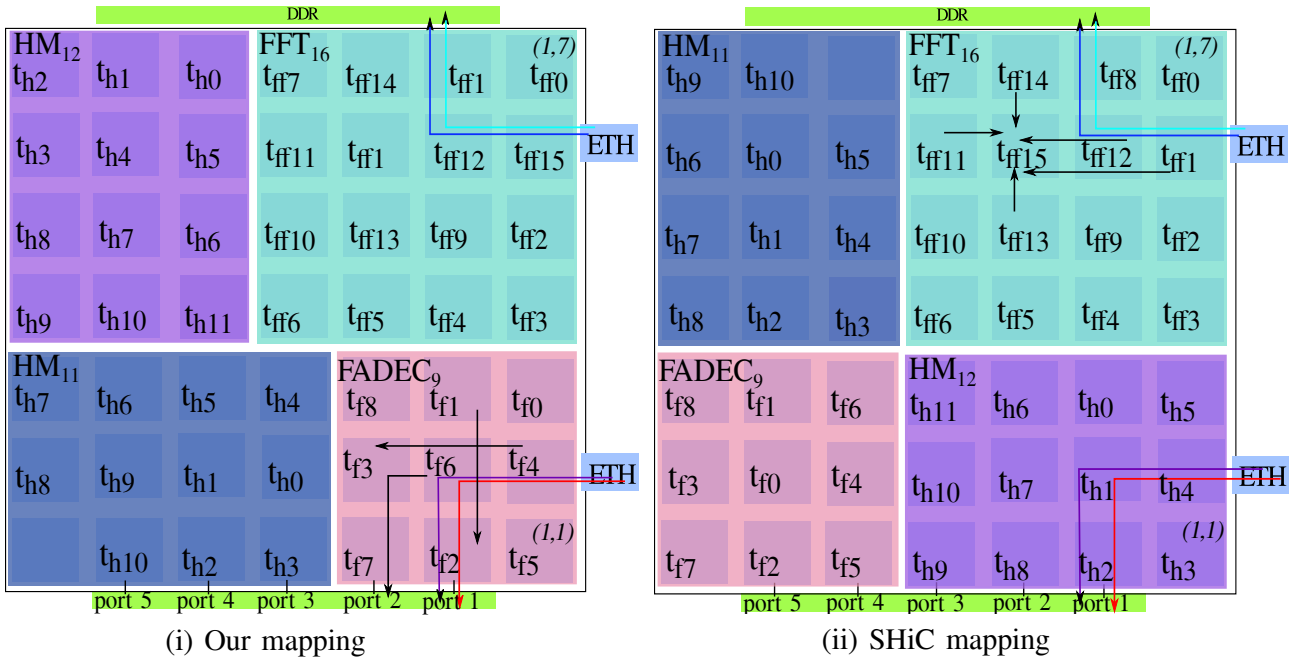 DDR
HM12 FFT16 (1,7)
th2 th1 th0 tff7 tff14 tff1 tff0
ETH
th3 th4 th5 tff11 tff1 tff12 tff15
th8 th7 th6 tff10 tff13 tff9 tff2
th9 th10 th11 tff6 tff5 tff4 tff3
HM11 FADEC9
th7 th6 th5 th4 tf8 tf1 tf0
th8 th9 th1 th0 tf3 tf6 tf4 ETH
(1,1)
th10 th2 th3 tf7 tf2 tf5
port 5 port 4 port 3 port 2 port 1
(i) Our mapping
DDR
HM11 FFT16 (1,7)
th9 th10 tff7 tff14 tff8 tff0
ETH
th6 th0 th5 tff11 tff15 tff12 tff1
th7 th1 th4 tff10 tff13 tff9 tff2
th8 th2 th3 tff6 tff5 tff4 tff3
FADEC9 HM12
tf8 tf1 tf6 th11 th6 th0 th5
tf3 tf0 tf4 th10 th7 th1 th4 ETH
(1,1)
tf7 tf2 tf5 th9 th8 th2 th3
port 5 port 4 port 3 port 2 port 1
(ii) SHiC mapping